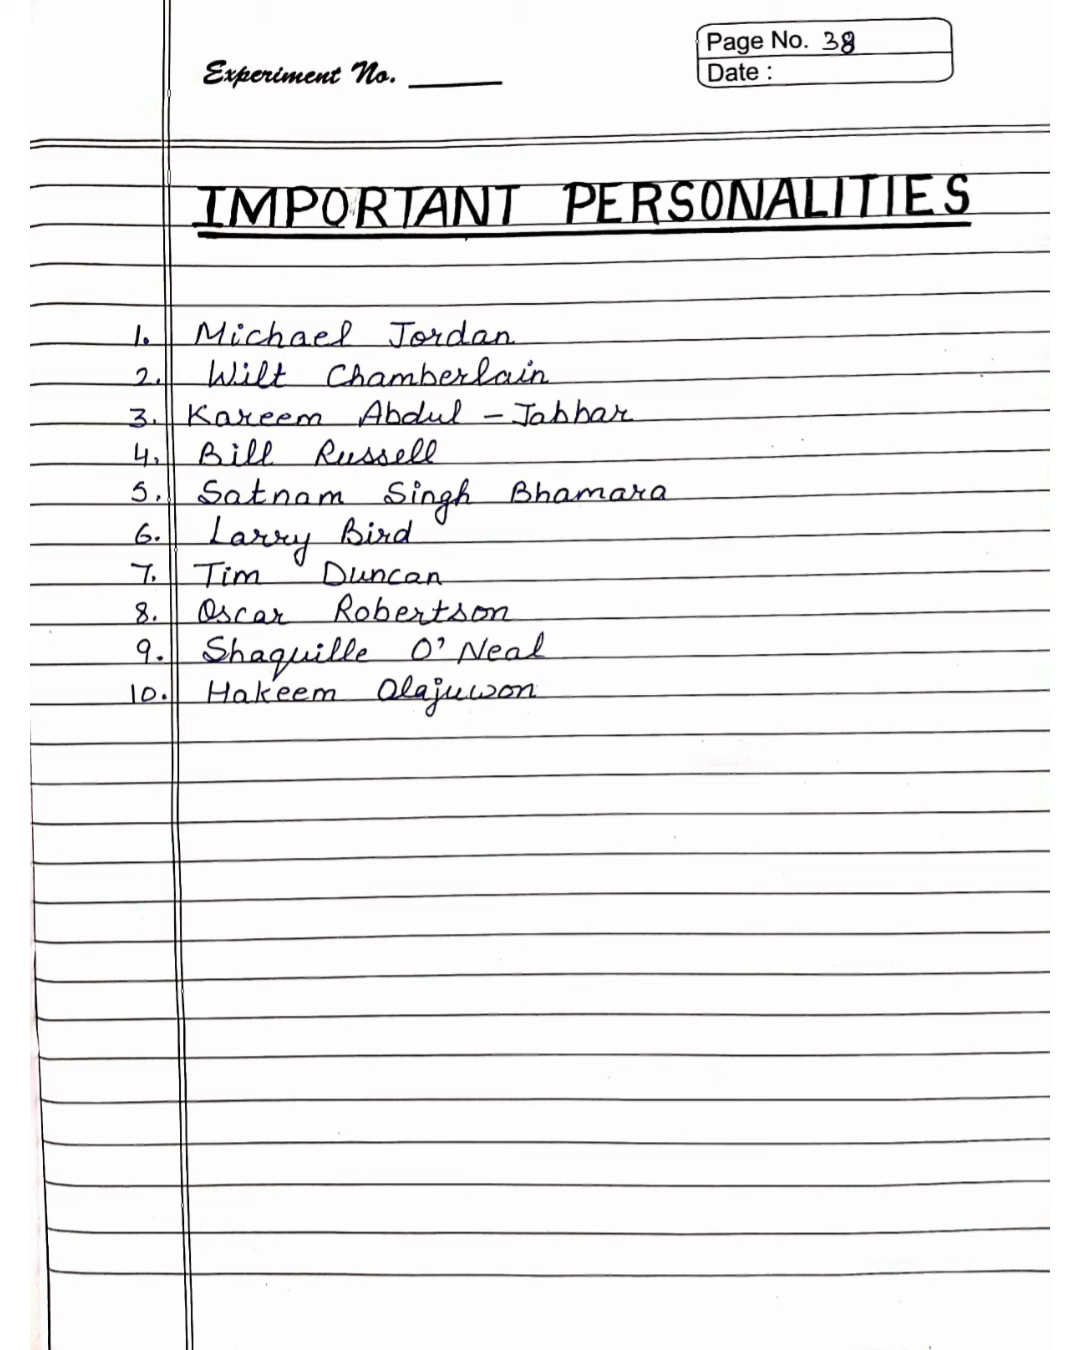 Experiment No.
Page No. 38
Date :
IMPORTANT PERSONALITIES
1. Michael Jordan
2. Wilt Chamberlain
3. Kareem Abdul - Jabbar
4. Bill Russell
5. Satnam Singh Bhamara
6. Larry Bird
7. Tim Duncan
8. Oscar Robertson
9. Shaquille O' Neal
10. Hakeem Olajuwon